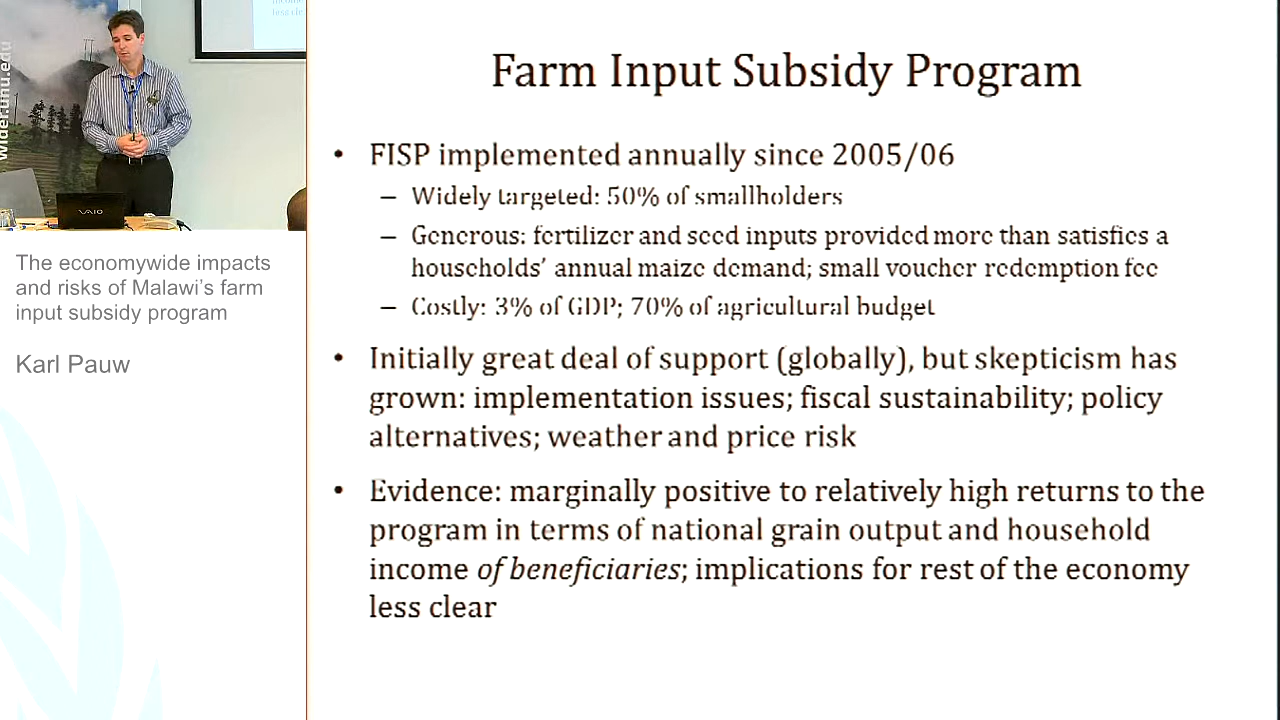 wider.unu.edu
VAIO
The economywide impacts
and risks of Malawi's farm
input subsidy program
Karl Pauw
Farm Input Subsidy Program
• FISP implemented annually since 2005/06
– Widely targeted: 50% of smallholders
– Generous: fertilizer and seed inputs provided more than satisfies a
households' annual maize demand; small voucher redemption fee
– Costly: 3% of GDP; 70% of agricultural budget
• Initially great deal of support (globally), but skepticism has
grown: implementation issues; fiscal sustainability; policy
alternatives; weather and price risk
• Evidence: marginally positive to relatively high returns to the
program in terms of national grain output and household
income of beneficiaries; implications for rest of the economy
less clear